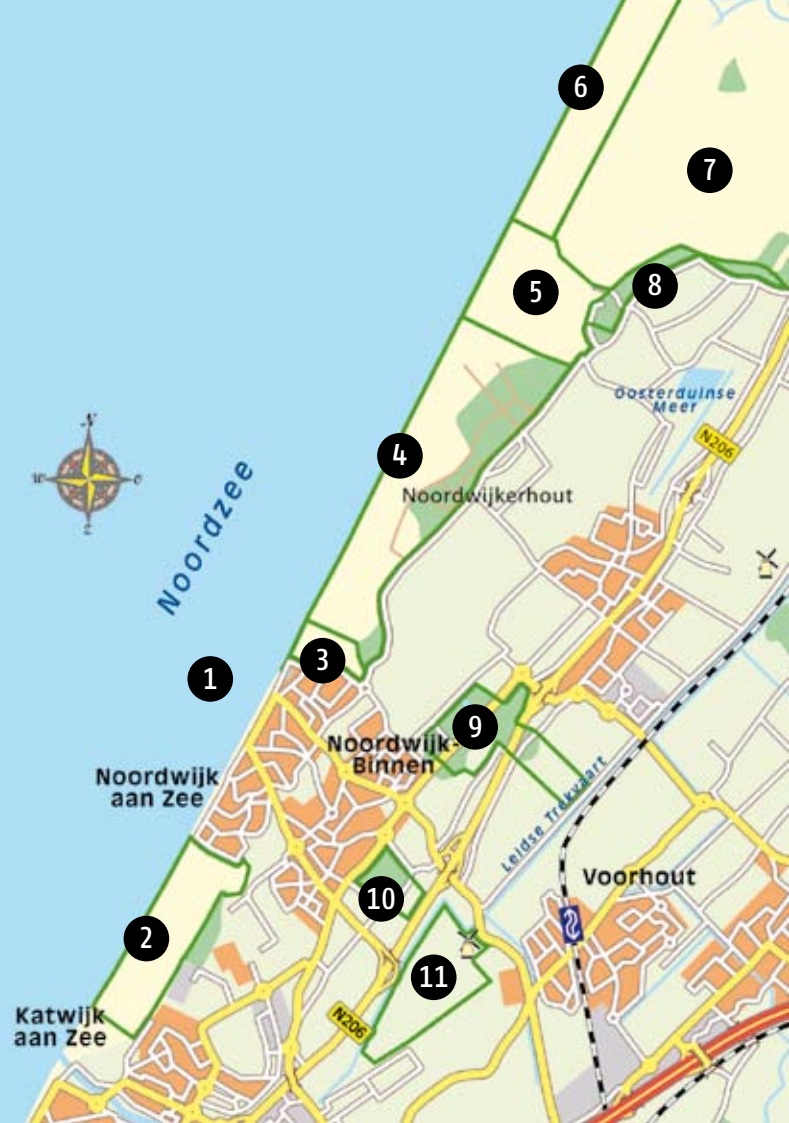 6
7
8
5
Oosterduinse
Meer
N206
N
W
O
Z
4
Noordwijkerhout
Noordzee
3
1
9
Noordwijk-
Binnen
Noordwijk
aan Zee
Leidse Trekvaart
Voorhout
10
2
11
Katwijk
aan Zee
N206